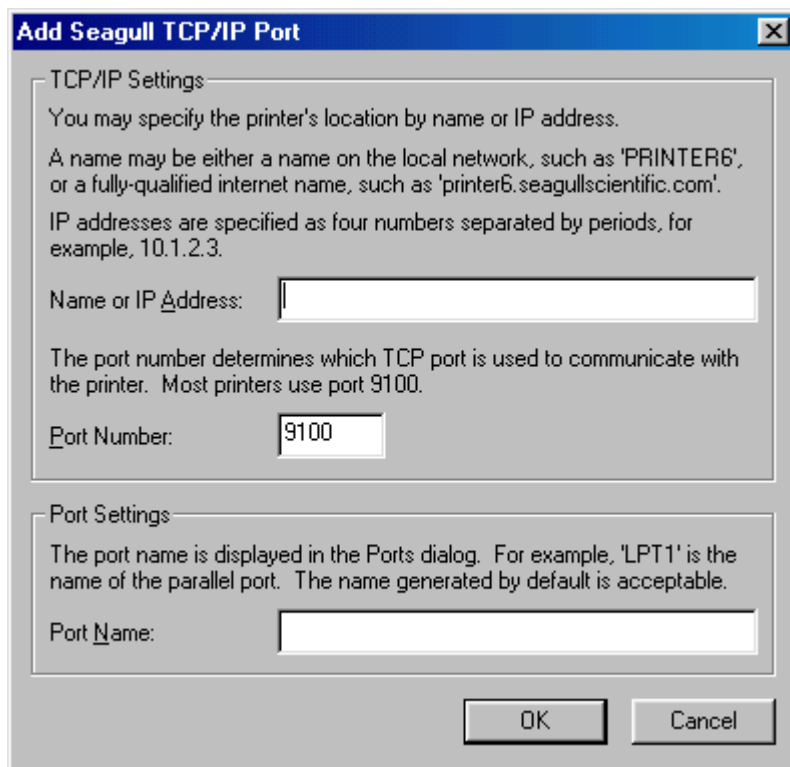 Add Seagull TCP/IP Port
TCP/IP Settings
You may specify the printer's location by name or IP address.
A name may be either a name on the local network, such as 'PRINTER6',
or a fully-qualified internet name, such as 'printer6.seagullscientific.com'.
IP addresses are specified as four numbers separated by periods, for
example, 10.1.2.3.
Name or IP Address:
The port number determines which TCP port is used to communicate with
the printer.  Most printers use port 9100.
Port Number: 9100
Port Settings
The port name is displayed in the Ports dialog.  For example, 'LPT1' is the
name of the parallel port.  The name generated by default is acceptable.
Port Name:
OK Cancel